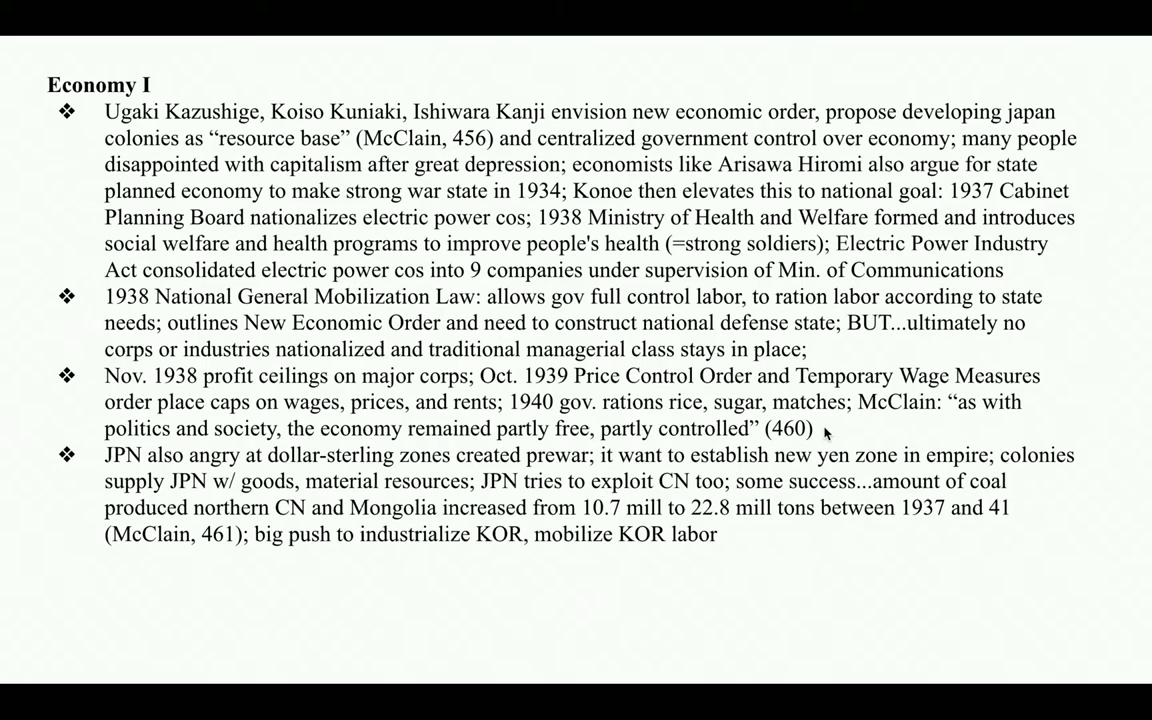 Economy I
❖ Ugaki Kazushige, Koiso Kuniaki, Ishiwara Kanji envision new economic order, propose developing japan
colonies as “resource base” (McClain, 456) and centralized government control over economy; many people
disappointed with capitalism after great depression; economists like Arisawa Hiromi also argue for state
planned economy to make strong war state in 1934; Konoe then elevates this to national goal: 1937 Cabinet
Planning Board nationalizes electric power cos; 1938 Ministry of Health and Welfare formed and introduces
social welfare and health programs to improve people's health (=strong soldiers); Electric Power Industry
Act consolidated electric power cos into 9 companies under supervision of Min. of Communications
❖ 1938 National General Mobilization Law: allows gov full control labor, to ration labor according to state
needs; outlines New Economic Order and need to construct national defense state; BUT...ultimately no
corps or industries nationalized and traditional managerial class stays in place;
❖ Nov. 1938 profit ceilings on major corps; Oct. 1939 Price Control Order and Temporary Wage Measures
order place caps on wages, prices, and rents; 1940 gov. rations rice, sugar, matches; McClain: “as with
politics and society, the economy remained partly free, partly controlled” (460)
❖ JPN also angry at dollar-sterling zones created prewar; it want to establish new yen zone in empire; colonies
supply JPN w/ goods, material resources; JPN tries to exploit CN too; some success...amount of coal
produced northern CN and Mongolia increased from 10.7 mill to 22.8 mill tons between 1937 and 41
(McClain, 461); big push to industrialize KOR, mobilize KOR labor